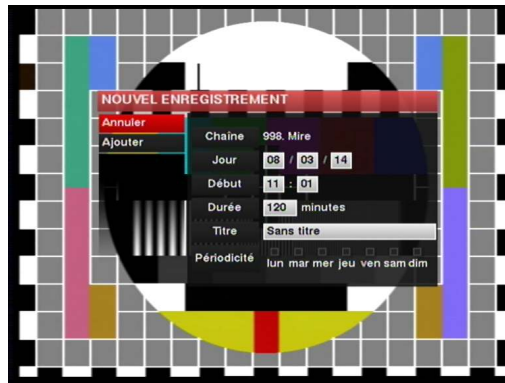 NOUVEL ENREGISTREMENT
Annuler
Ajouter
Chaîne 998. Mire
Jour 08 / 03 / 14
Début 11 : 01
Durée 120 minutes
Titre Sans titre
Périodicité
lun mar mer jeu ven sam dim